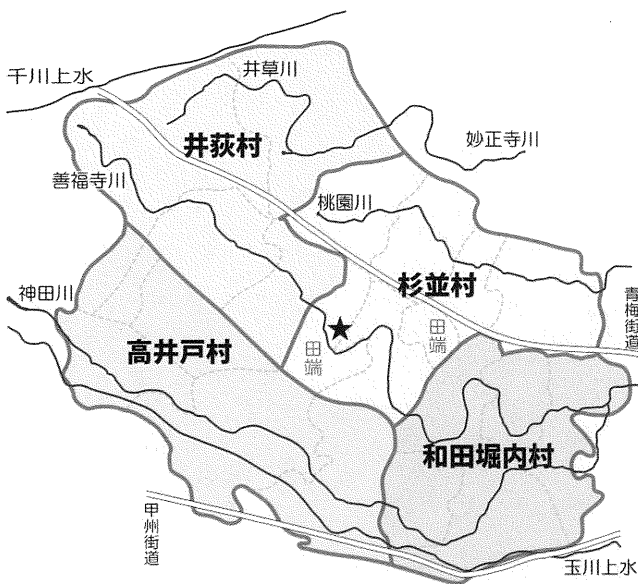 千川上水
井草川
井荻村
妙正寺川
善福寺川
桃園川
神田川
杉並村
青梅街道
高井戸村
田端
田端
和田堀内村
甲州街道
玉川上水